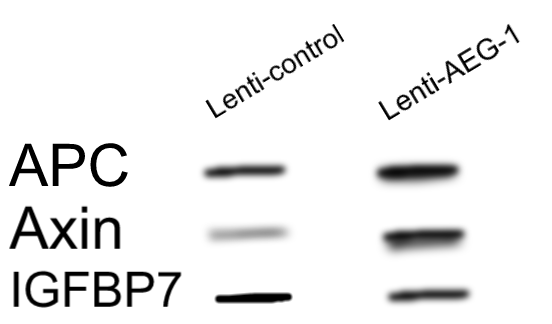 Lenti-control
Lenti-AEG-1
APC
Axin
IGFBP7